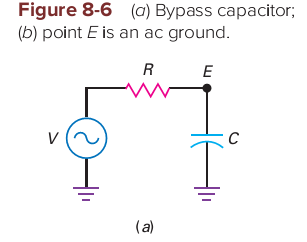 Figure 8-6 (a) Bypass capacitor;
(b) point E is an ac ground.
R
E
V
C
(a)